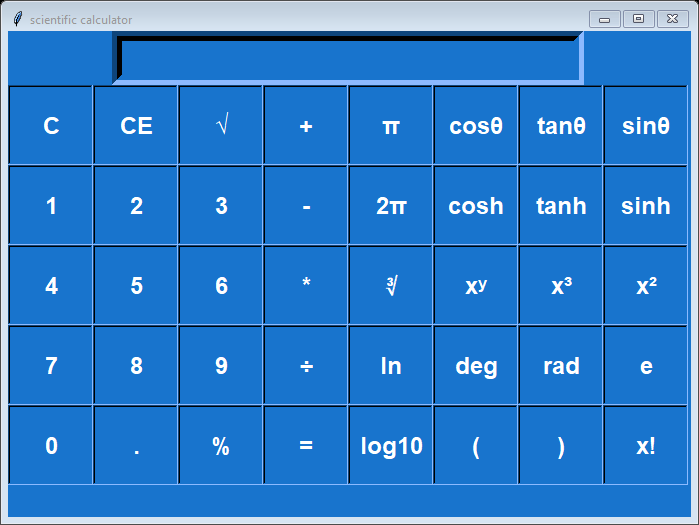 scientific calculator
C CE √ + π cosθ tanθ sinθ
1 2 3 - 2π cosh tanh sinh
4 5 6 * ∛ xʸ x³ x²
7 8 9 ÷ ln deg rad e
0 . % = log10 ( ) x!